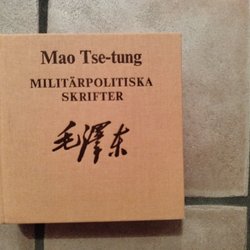 Mao Tse-tung
MILITÄRPOLITISKA
SKRIFTER
毛泽东